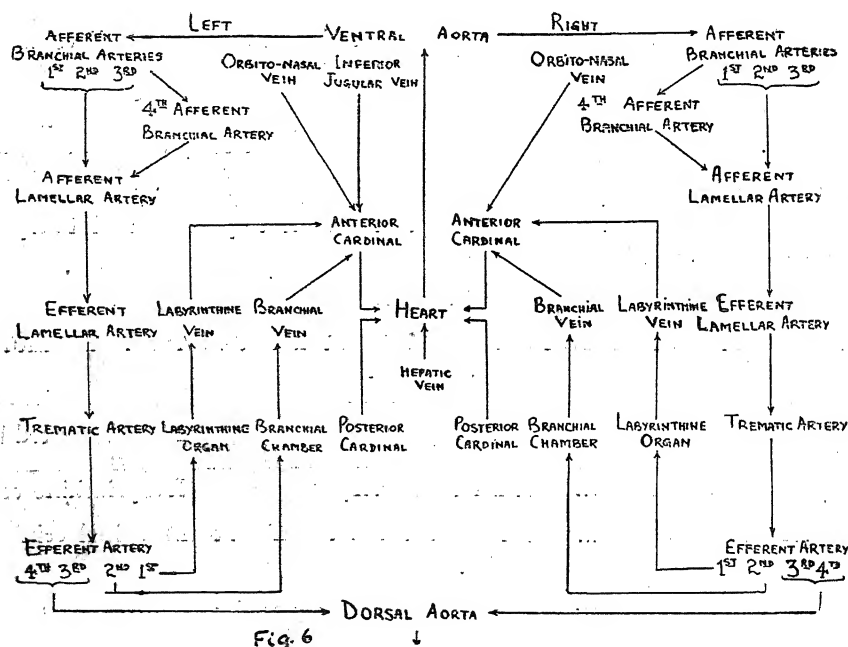 LEFT
VENTRAL AORTA
RIGHT
AFFERENT
BRANCHIAL ARTERIES
1ST 2ND 3RD
ORBITO-NASAL
VEIH
INFERIOR
JUGULAR VEIH
ORBITO-NASAL
VEIN
AFFERENT
BRANCHIAL ARTERIES
1ST 2ND 3RD
4TH AFFERENT
BRANCHIAL ARTERY
4TH AFFERENT
BRANCHIAL ARTERY
AFFERENT
LAMELLAR ARTERY
AFFERENT
LAMELLAR ARTERY
ANTERIOR
CARDINAL
ANTERIOR
CARDINAL
EFFERENT
LAMELLAR ARTERY
LABYRINTHINE
VEIN
BRANCHIAL
VEIN
HEART
BRANCHIAL
VEIN
LABYRINTHINE
VEIN
EFFERENT
LAMELLAR ARTERY
HEPATIC
VEIN
TREMATIC ARTERY
LABYRINTHINE
ORGAN
BRANCHIAL
CHAMBER
POSTERIOR
CARDINAL
POSTERIOR
CARDINAL
BRANCHIAL
CHAMBER
LABYRINTHINE
ORGAN
TREMATIC ARTERY
EFFERENT ARTERY
4TH 3RD 2ND 1ST
EFFERENT ARTERY
1ST 2ND 3RD 4TH
DORSAL AORTA
Fig. 6